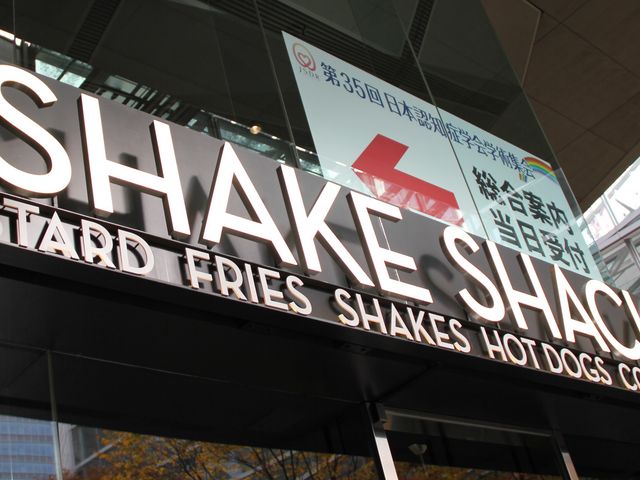 JSDR
第35回日本認知症学会学術集会
総合案内
当日受付
SHAKE SHAC
TARD FRIES SHAKES HOT DOGS CO